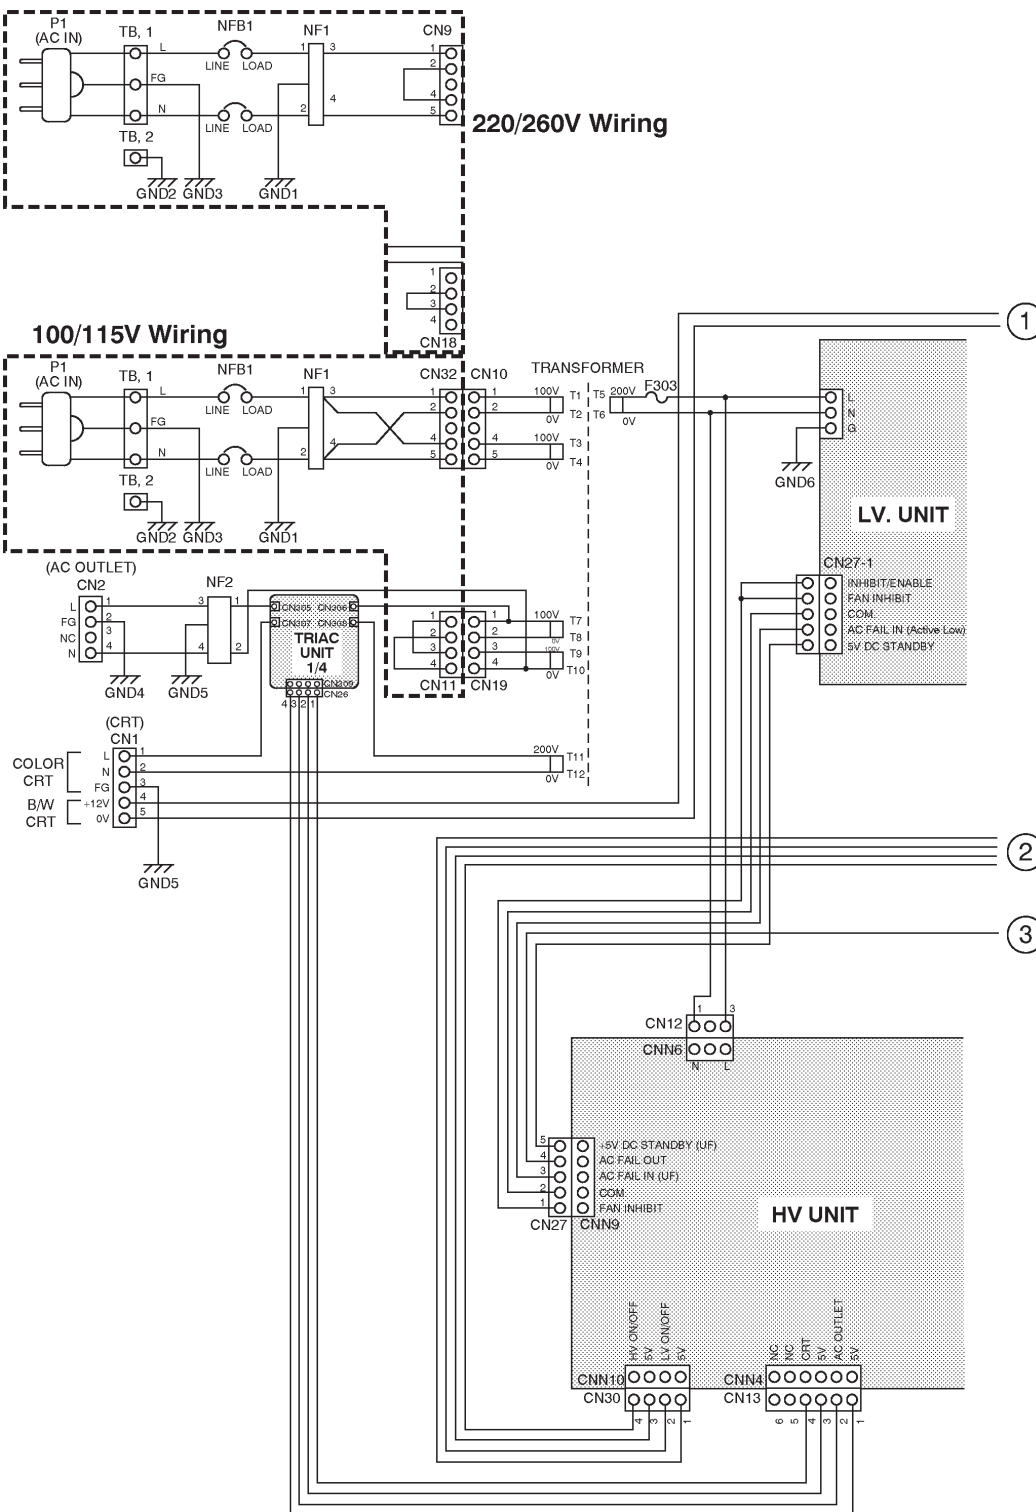 P1
(AC IN)
TB, 1
NFB1
NF1
CN9
L
1
3
1
LINE
LOAD
2
FG
4
4
N
2
5
LINE
LOAD
220/260V Wiring
TB, 2
GND2
GND3
GND1
1
2
3
4
CN18
100/115V Wiring
1
P1
(AC IN)
TB, 1
NFB1
NF1
CN32
CN10
TRANSFORMER
L
1
3
1
1
100V
T1
T5
200V
F303
L
LINE
LOAD
2
2
0V
T2
T6
0V
N
FG
G
4
4
4
100V
T3
N
2
5
5
0V
T4
LINE
LOAD
GND6
TB, 2
GND2
GND3
GND1
LV. UNIT
(AC OUTLET)
CN2
NF2
CN27-1
INHIBIT/ENABLE
FAN INHIBIT
COM.
AC FAIL IN (Active Low)
5V DC STANDBY
L
1
3
1
CN305
CN306
FG
2
CN307
CN308
1
1
100V
T7
NC
3
TRIAC
UNIT
1/4
2
2
0V
T8
3
3
100V
T9
N
4
4
2
4
4
0V
T10
GND4
GND5
CN309
CN26
CN11
CN19
4
3
2
1
(CRT)
CN1
COLOR
CRT
L
1
200V
T11
N
2
0V
T12
FG
3
B/W
CRT
+12V
4
0V
5
GND5
2
3
1
3
CN12
CNN6
N
L
5
+5V DC STANDBY (UF)
4
AC FAIL OUT
3
AC FAIL IN (UF)
2
COM.
1
FAN INHIBIT
CN27
CNN9
HV UNIT
HV ON/OFF
5V
LV ON/OFF
5V
NC
NC
CRT
5V
AC OUTLET
5V
CNN10
CNN4
CN30
CN13
4
3
2
1
6
5
4
3
2
1